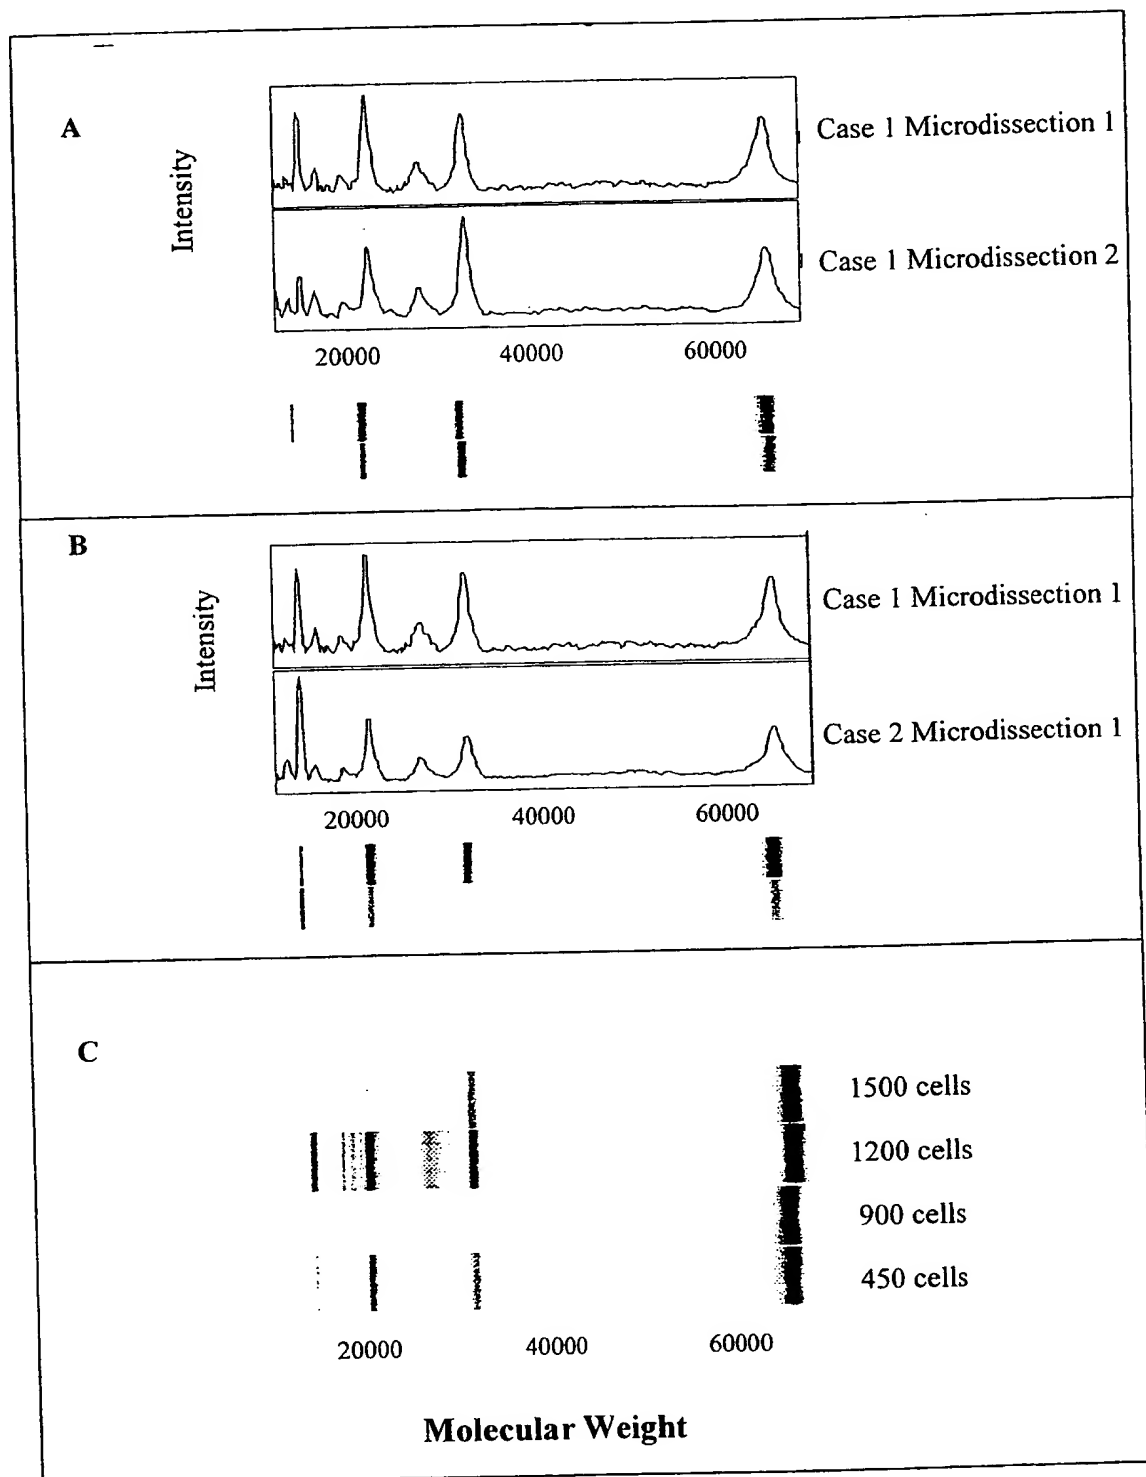 A
Intensity
Case 1 Microdissection 1
Case 1 Microdissection 2
20000 40000 60000
B
Intensity
Case 1 Microdissection 1
Case 2 Microdissection 1
20000 40000 60000
C
1500 cells
1200 cells
900 cells
450 cells
20000 40000 60000
Molecular Weight